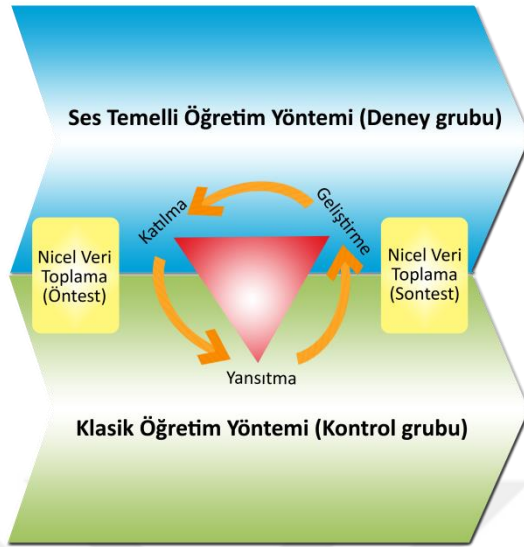 Ses Temelli Öğretim Yöntemi (Deney grubu)
Katılma
Geliştirme
Nicel Veri
Toplama
(Öntest)
Nicel Veri
Toplama
(Sontest)
Yansıtma
Klasik Öğretim Yöntemi (Kontrol grubu)